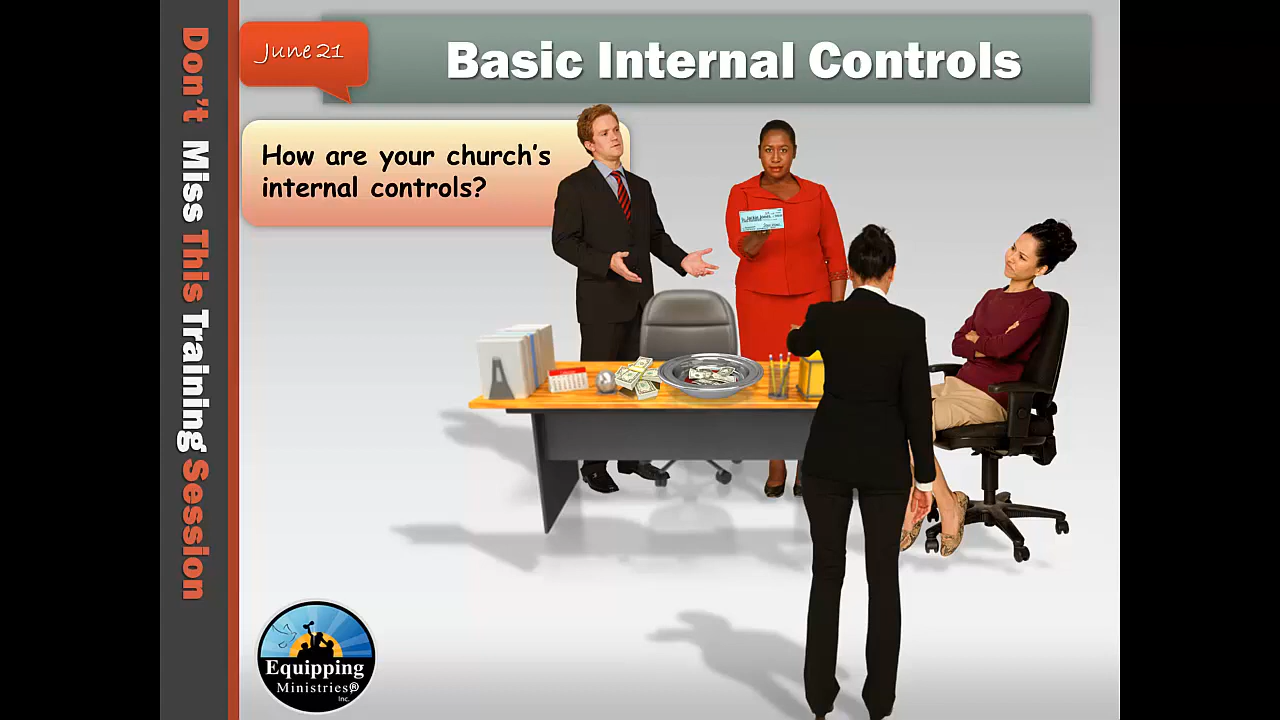 Don't Miss This Training Session
June 21
Basic Internal Controls
How are your church's
internal controls?
Equipping
Ministries®
Inc.